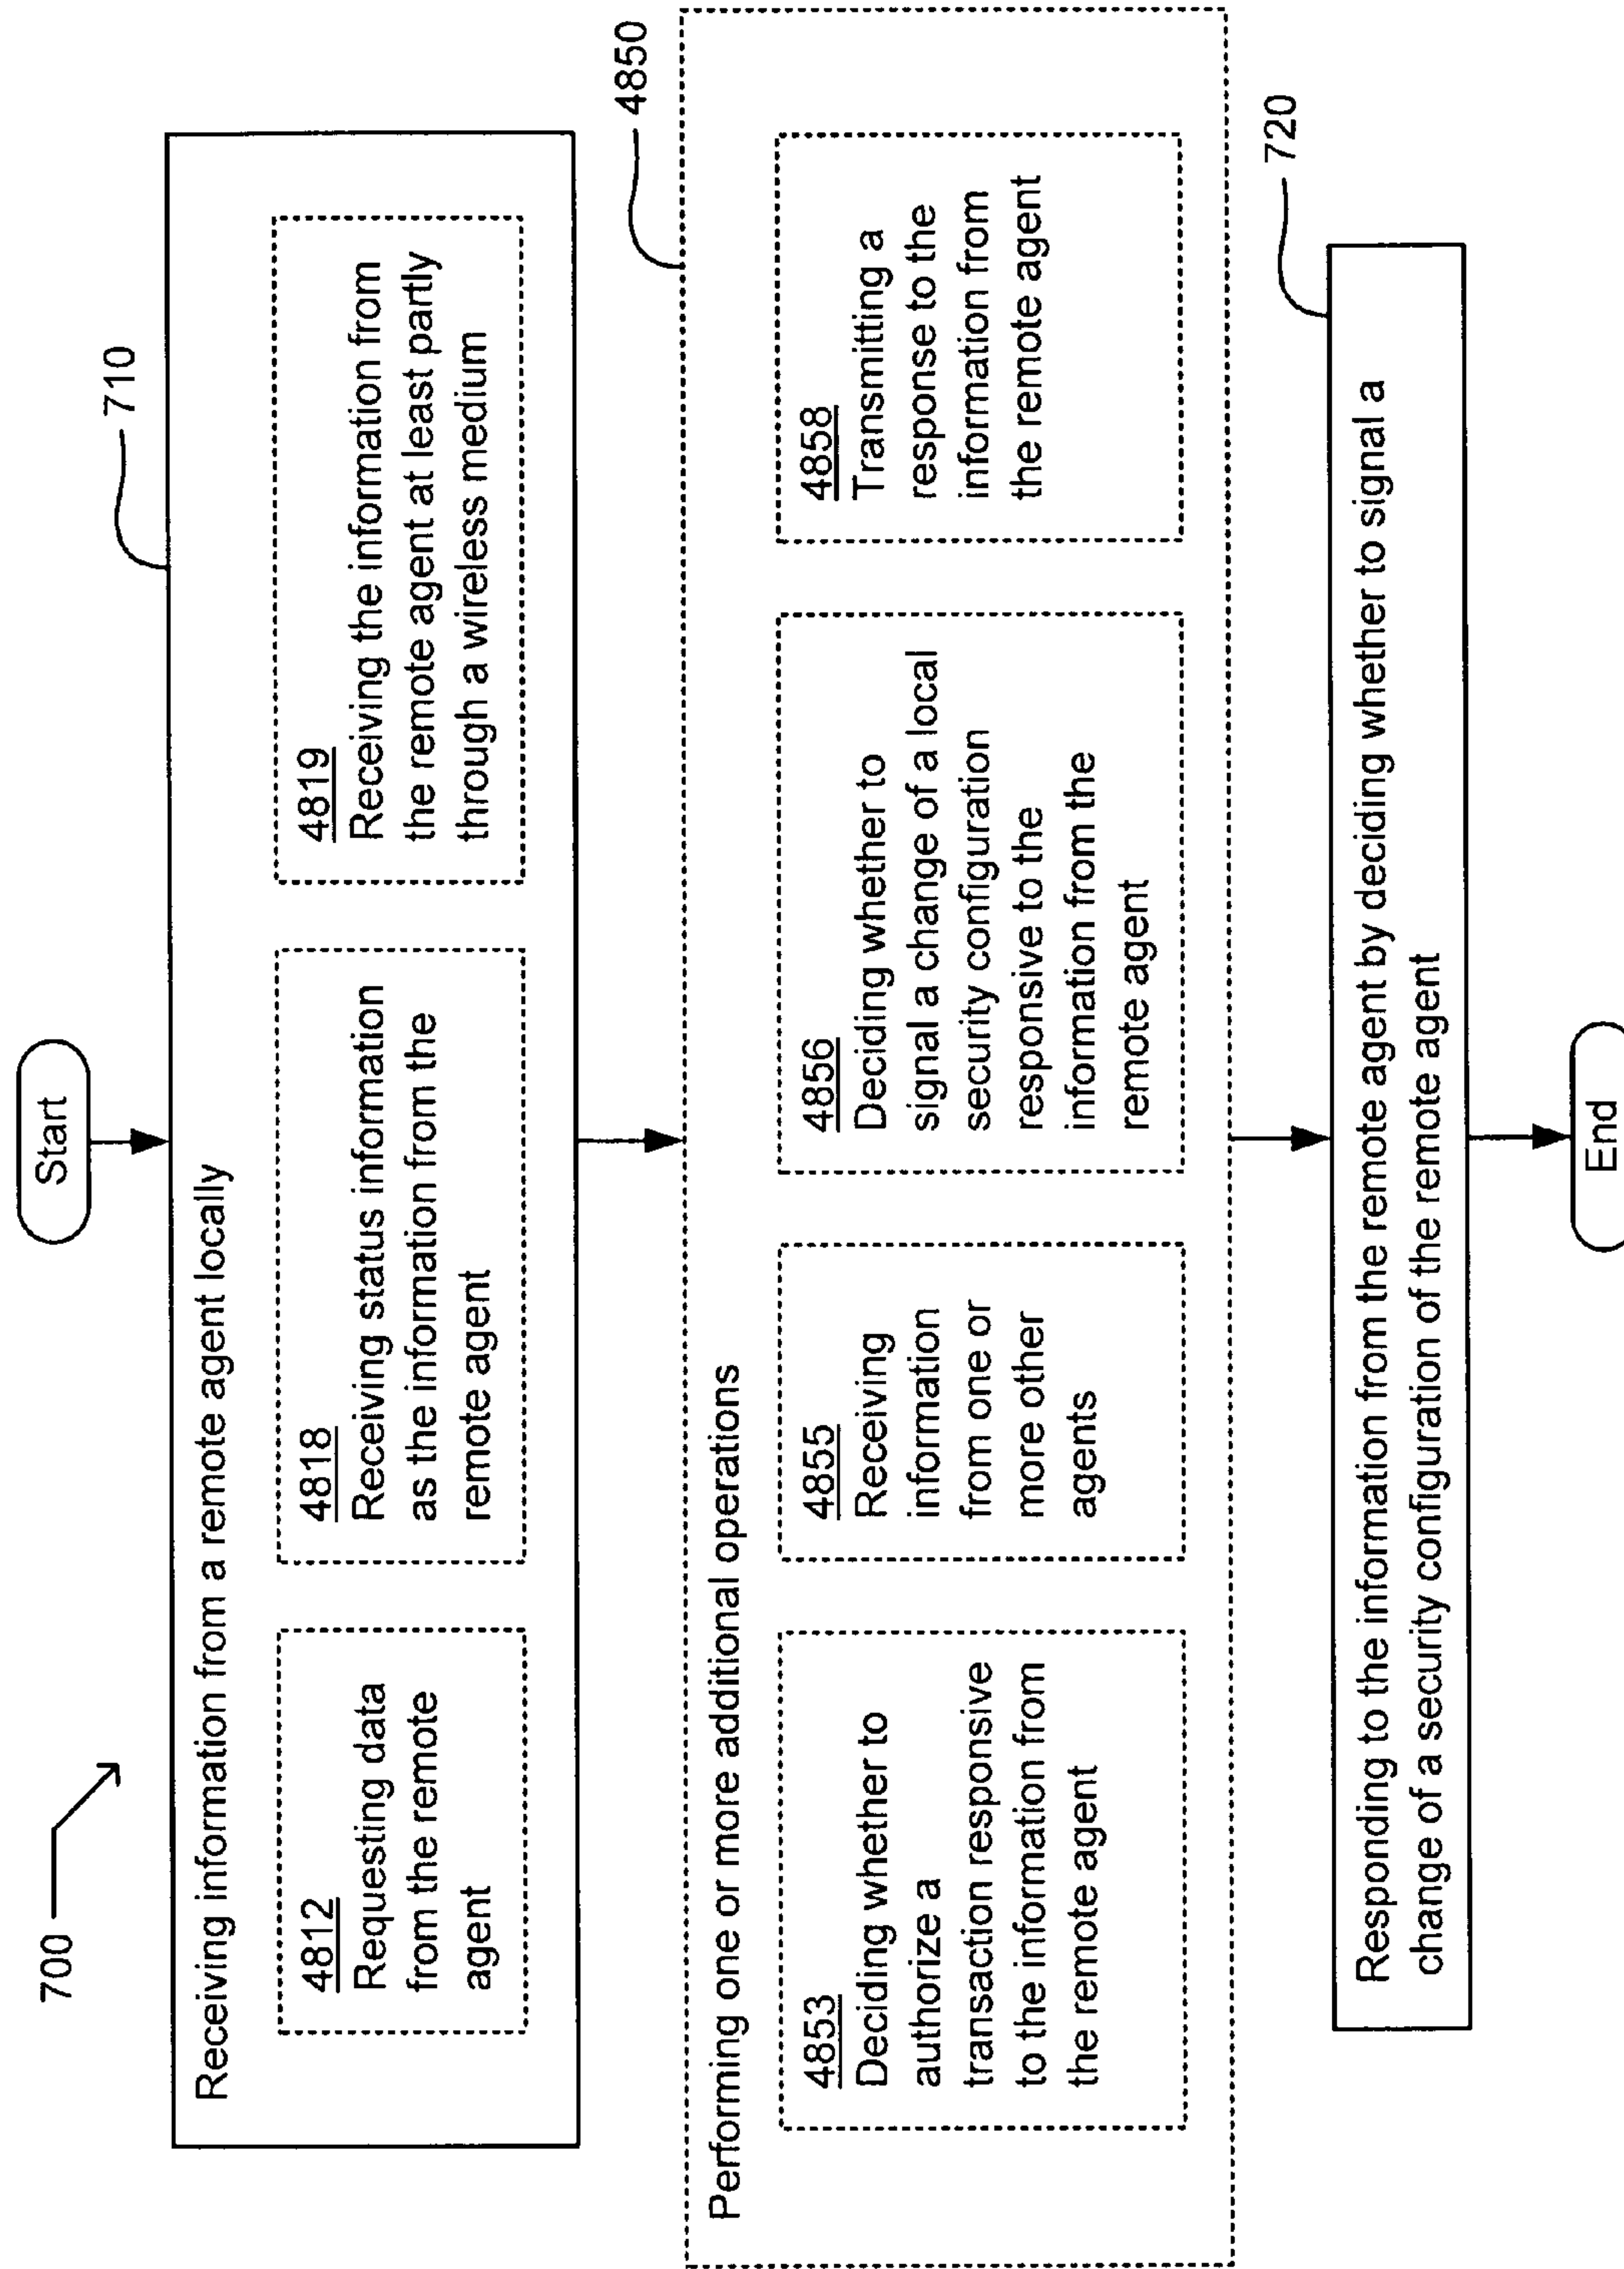 700
Start
710
Receiving information from a remote agent locally
4812
Requesting data
from the remote
agent
4818
Receiving status information
as the information from the
remote agent
4819
Receiving the information from
the remote agent at least partly
through a wireless medium
4850
Performing one or more additional operations
4853
Deciding whether to
authorize a
transaction responsive
to the information from
the remote agent
4855
Receiving
information
from one or
more other
agents
4856
Deciding whether to
signal a change of a local
security configuration
responsive to the
information from the
remote agent
4858
Transmitting a
response to the
information from
the remote agent
720
Responding to the information from the remote agent by deciding whether to signal a
change of a security configuration of the remote agent
End